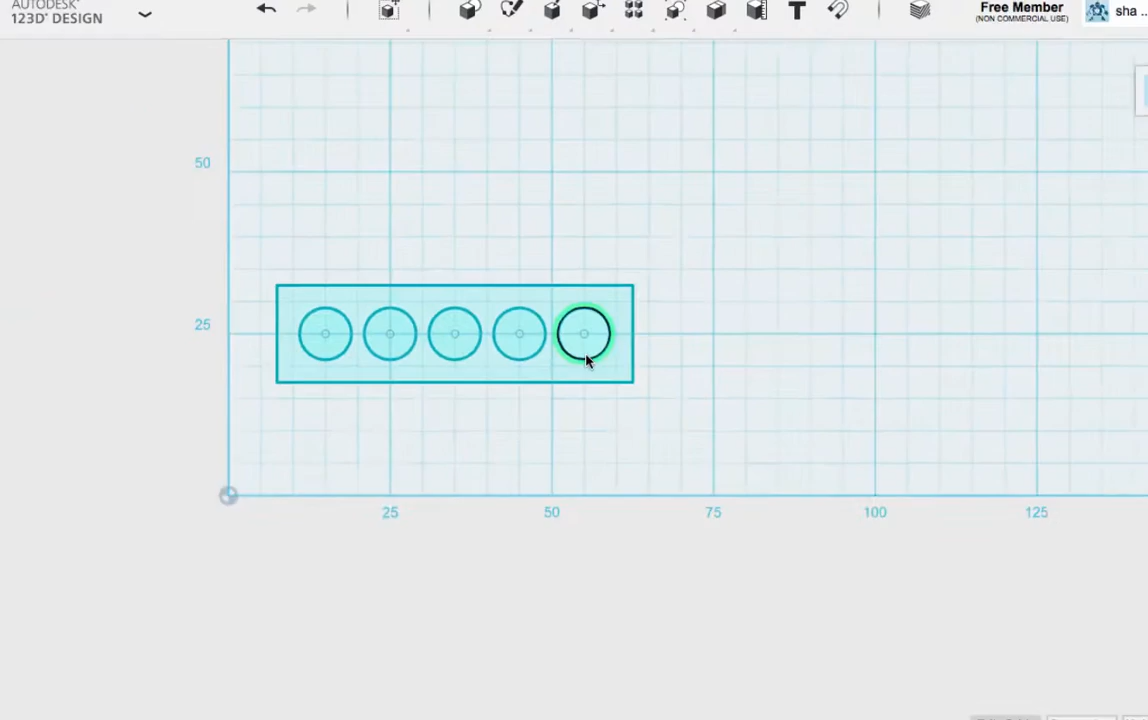 AUTODESK®
123D® DESIGN
Free Member
(NON COMMERCIAL USE)
sha ..
50
25
25
50
75
100
125